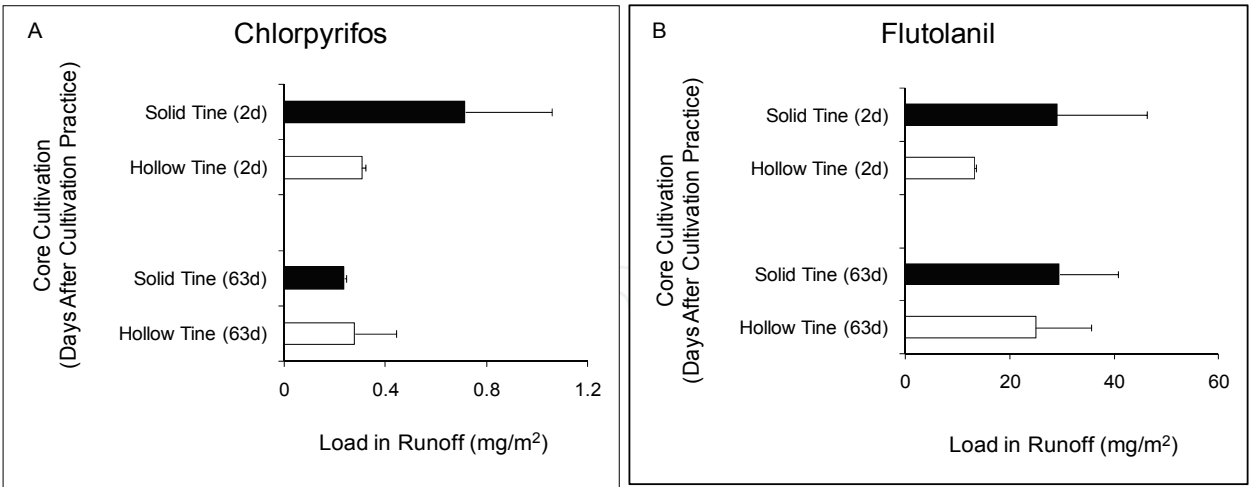 A
Chlorpyrifos
Core Cultivation
(Days After Cultivation Practice)
Solid Tine (2d)
Hollow Tine (2d)
Solid Tine (63d)
Hollow Tine (63d)
0 0.4 0.8 1.2
Load in Runoff (mg/m²)
B
Flutolanil
Core Cultivation
(Days After Cultivation Practice)
Solid Tine (2d)
Hollow Tine (2d)
Solid Tine (63d)
Hollow Tine (63d)
0 20 40 60
Load in Runoff (mg/m²)